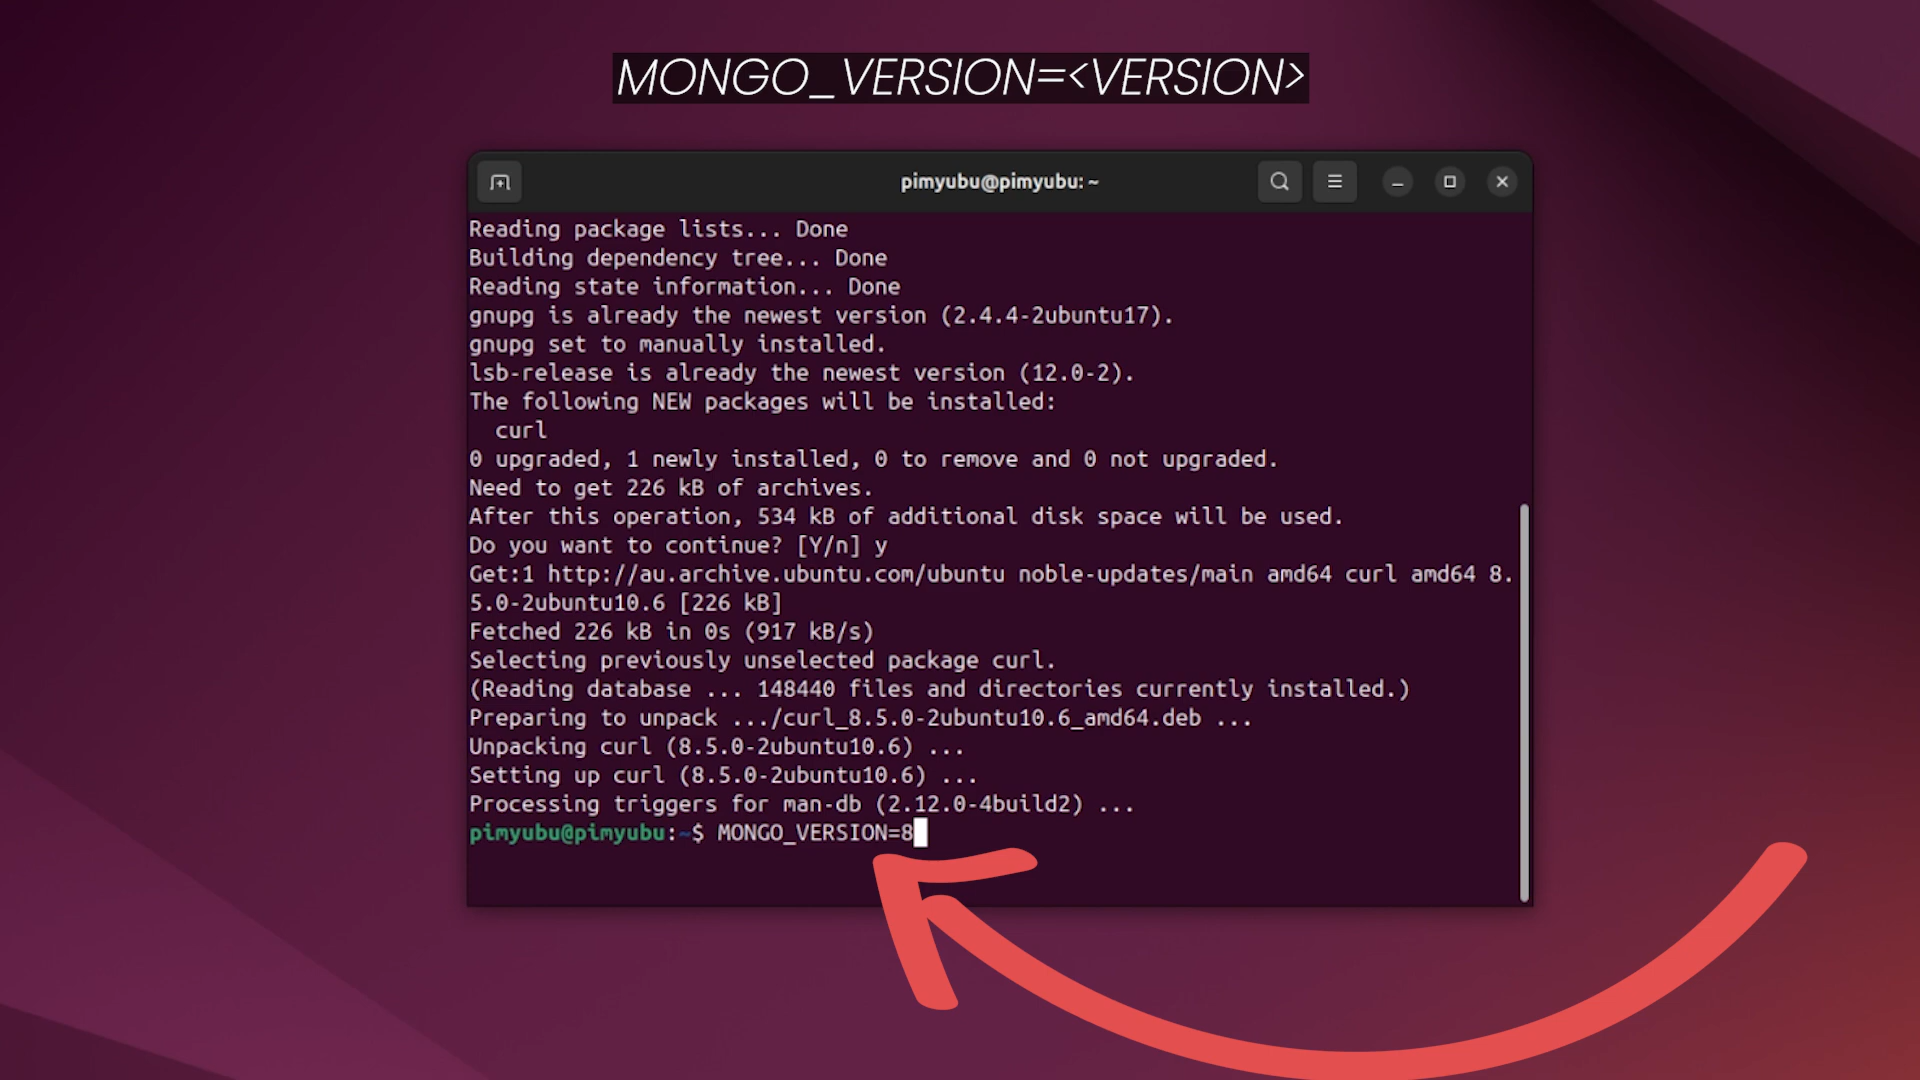 MONGO_VERSION=<VERSION>
pimyubu@pimyubu: ~
Reading package lists... Done
Building dependency tree... Done
Reading state information... Done
gnupg is already the newest version (2.4.4-2ubuntu17).
gnupg set to manually installed.
lsb-release is already the newest version (12.0-2).
The following NEW packages will be installed:
  curl
0 upgraded, 1 newly installed, 0 to remove and 0 not upgraded.
Need to get 226 kB of archives.
After this operation, 534 kB of additional disk space will be used.
Do you want to continue? [Y/n] y
Get:1 http://au.archive.ubuntu.com/ubuntu noble-updates/main amd64 curl amd64 8.
5.0-2ubuntu10.6 [226 kB]
Fetched 226 kB in 0s (917 kB/s)
Selecting previously unselected package curl.
(Reading database ... 148440 files and directories currently installed.)
Preparing to unpack .../curl_8.5.0-2ubuntu10.6_amd64.deb ...
Unpacking curl (8.5.0-2ubuntu10.6) ...
Setting up curl (8.5.0-2ubuntu10.6) ...
Processing triggers for man-db (2.12.0-4build2) ...
pimyubu@pimyubu:~$ MONGO_VERSION=8